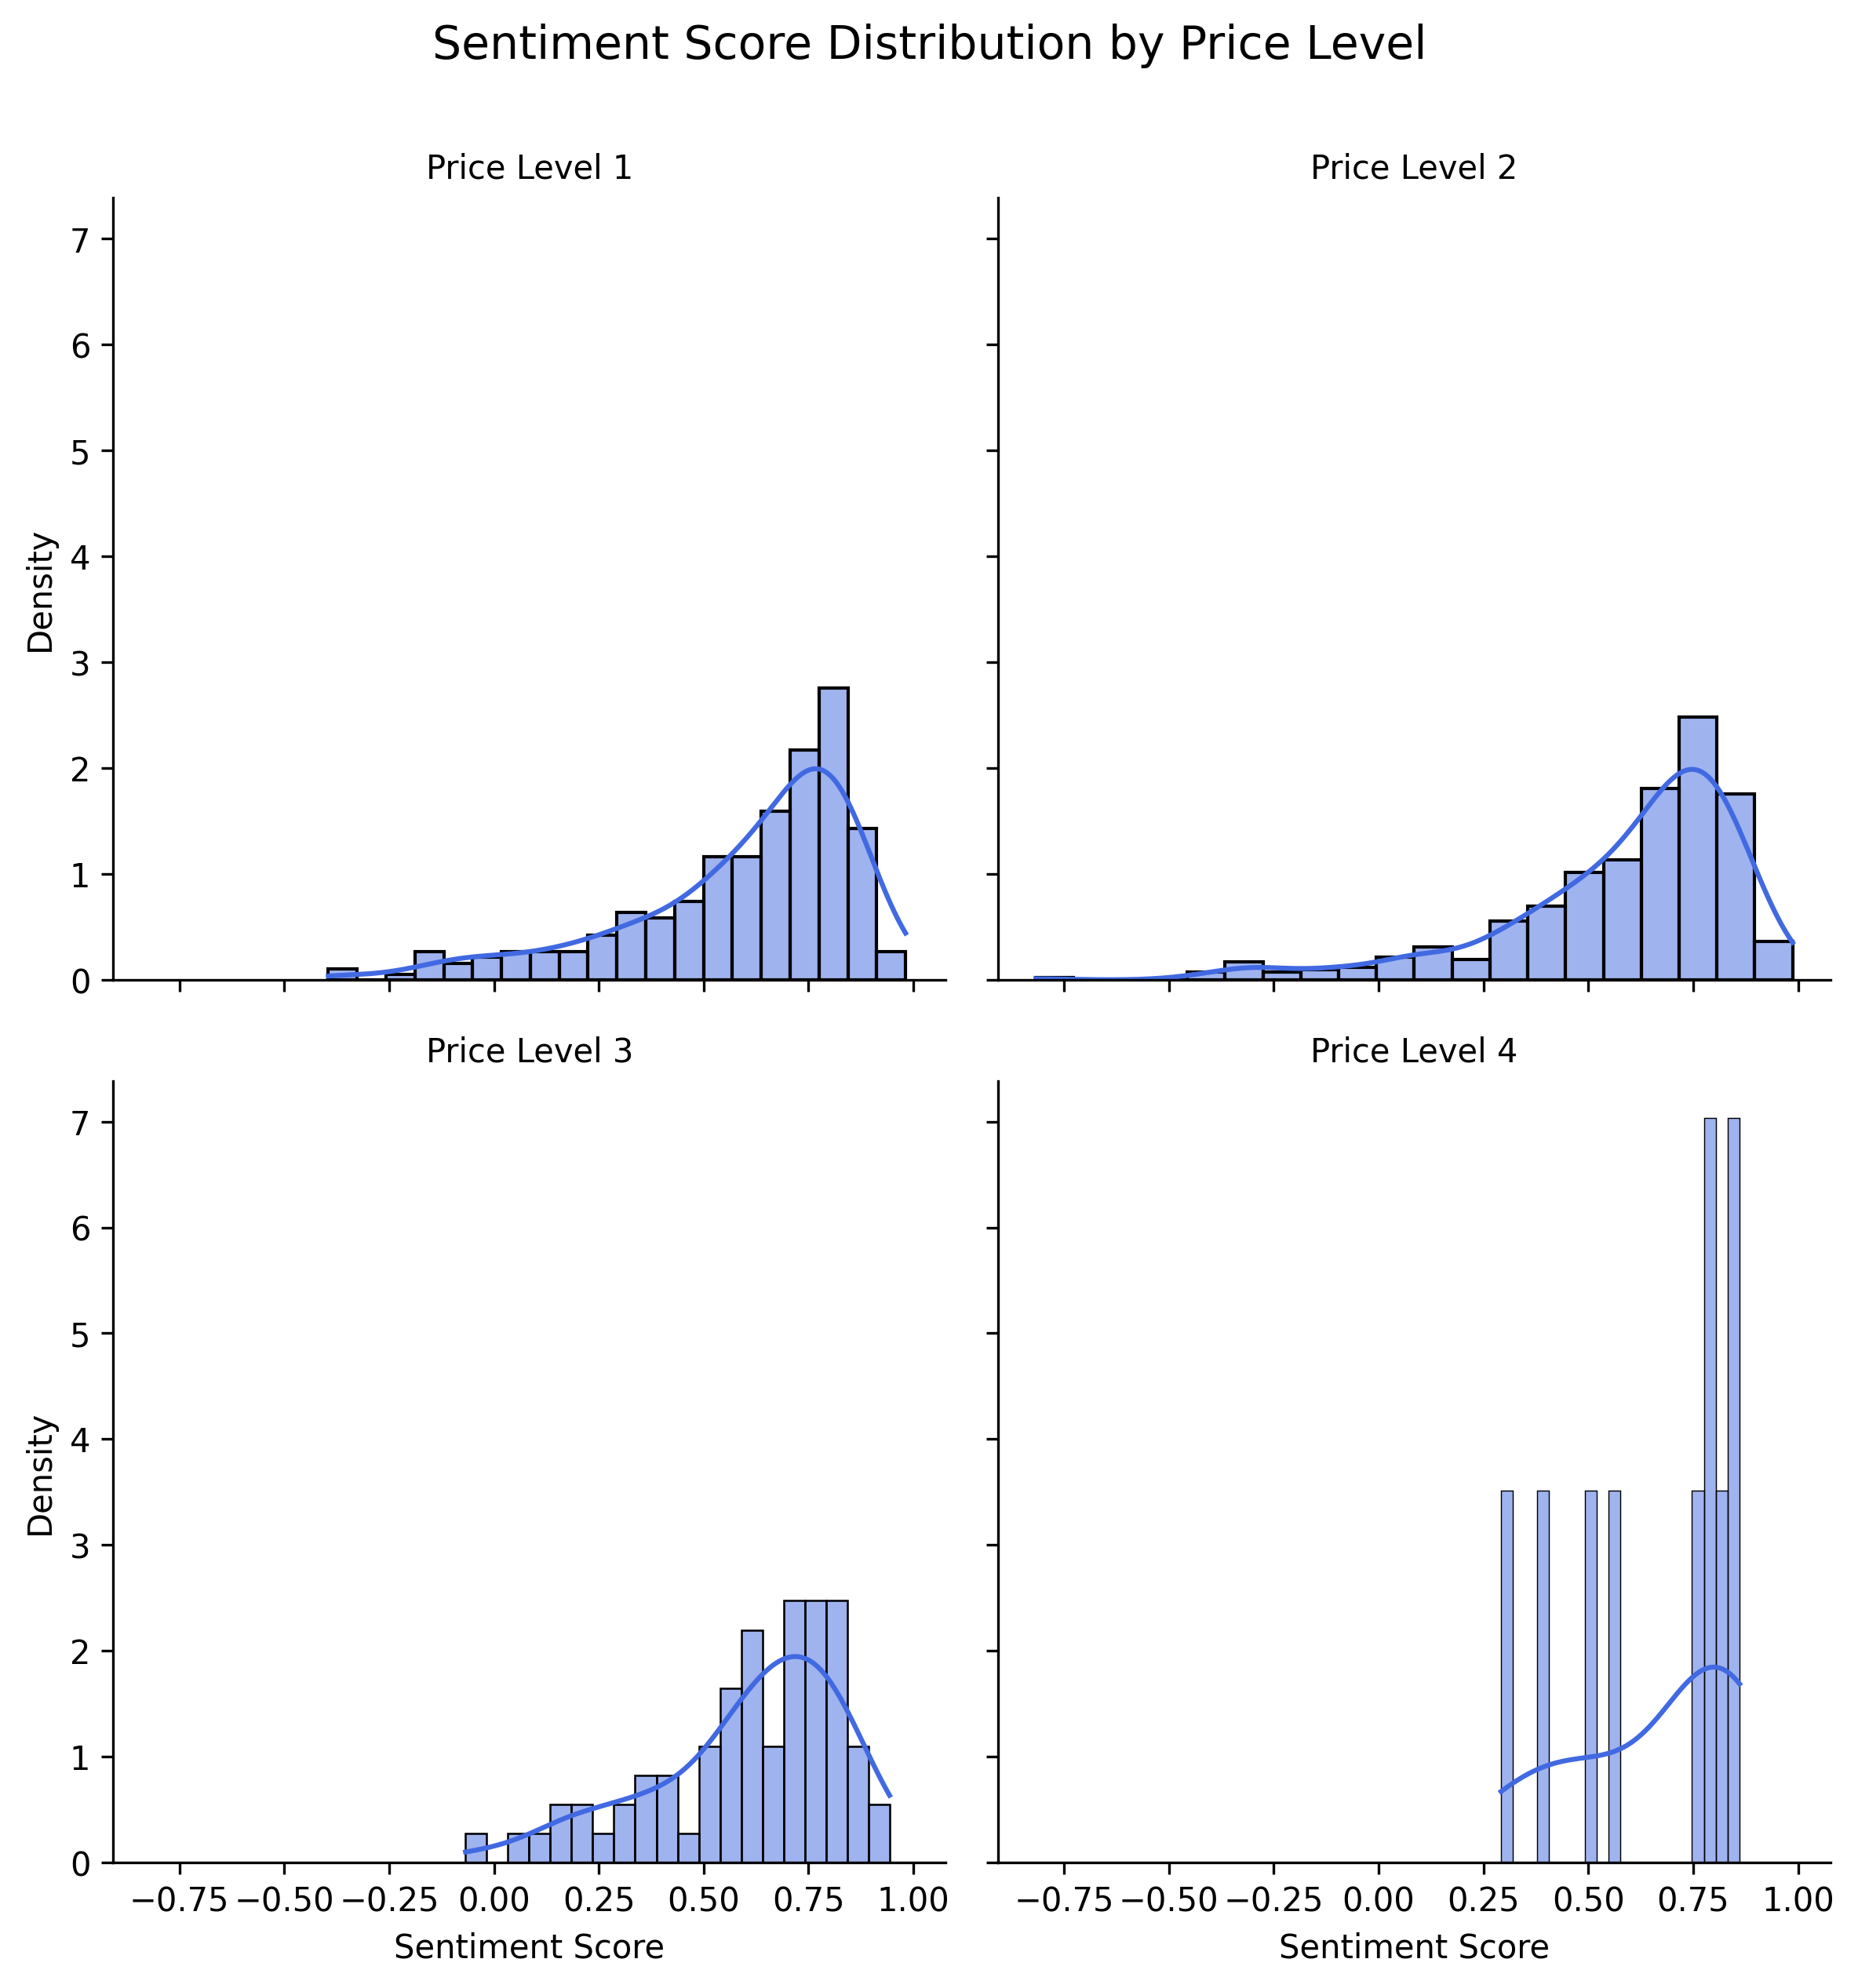 Sentiment Score Distribution by Price Level
Price Level 1
Price Level 2
7
6
5
4
3
2
1
0
Density
Price Level 3
Price Level 4
7
6
5
4
3
2
1
0
Density
−0.75 −0.50 −0.25 0.00 0.25 0.50 0.75 1.00
−0.75 −0.50 −0.25 0.00 0.25 0.50 0.75 1.00
Sentiment Score
Sentiment Score